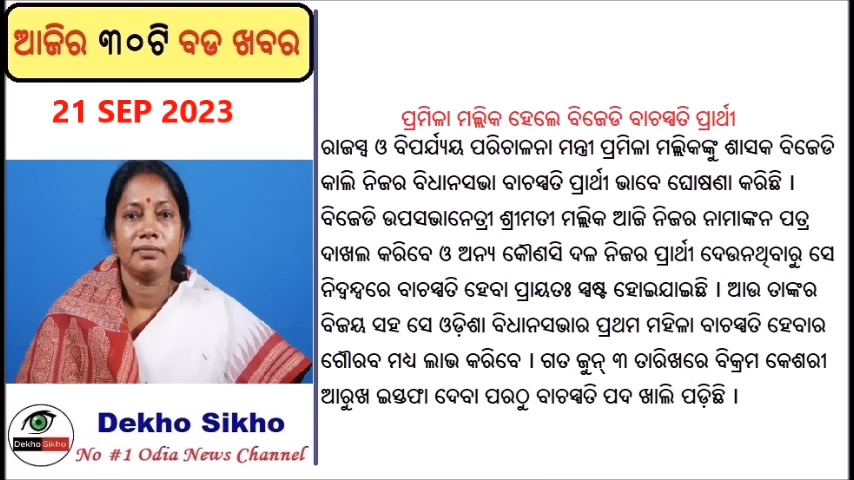 ଆଜିର ୩୦ଟି ବଡ ଖବର
21 SEP 2023
ପ୍ରମିଳା ମଲ୍ଲିକ ହେଲେ ବିଜେଡି ବାଚସ୍ପତି ପ୍ରାର୍ଥୀ
ରାଜସ୍ୱ ଓ ବିପର୍ଯ୍ୟୟ ପରିଚାଳନା ମନ୍ତ୍ରୀ ପ୍ରମିଳା ମଲ୍ଲିକଙ୍କୁ ଶାସକ ବିଜେଡି
କାଲି ନିଜର ବିଧାନସଭା ବାଚସ୍ପତି ପ୍ରାର୍ଥୀ ଭାବେ ଘୋଷଣା କରିଛି ।
ବିଜେଡି ଉପସଭାନେତ୍ରୀ ଶ୍ରୀମତୀ ମଲ୍ଲିକ ଆଜି ନିଜର ନାମାଙ୍କନ ପତ୍ର
ଦାଖଲ କରିବେ ଓ ଅନ୍ୟ କୌଣସି ଦଳ ନିଜର ପ୍ରାର୍ଥୀ ଦେଉନଥିବାରୁ ସେ
ନିଦ୍ୱନ୍ଦ୍ୱରେ ବାଚସ୍ପତି ହେବା ପ୍ରାୟତଃ ସ୍ପଷ୍ଟ ହୋଇଯାଇଛି । ଆଉ ତାଙ୍କର
ବିଜୟ ସହ ସେ ଓଡ଼ିଶା ବିଧାନସଭାର ପ୍ରଥମ ମହିଳା ବାଚସ୍ପତି ହେବାର
ଗୌରବ ମଧ୍ୟ ଲାଭ କରିବେ । ଗତ ଜୁନ୍ ୩ ତାରିଖରେ ବିକ୍ରମ କେଶରୀ
ଆରୁଖ ଇସ୍ତଫା ଦେବା ପରଠୁ ବାଚସ୍ପତି ପଦ ଖାଲି ପଡ଼ିଛି ।
Dekho Sikho
Dekho Sikho
No #1 Odia News Channel